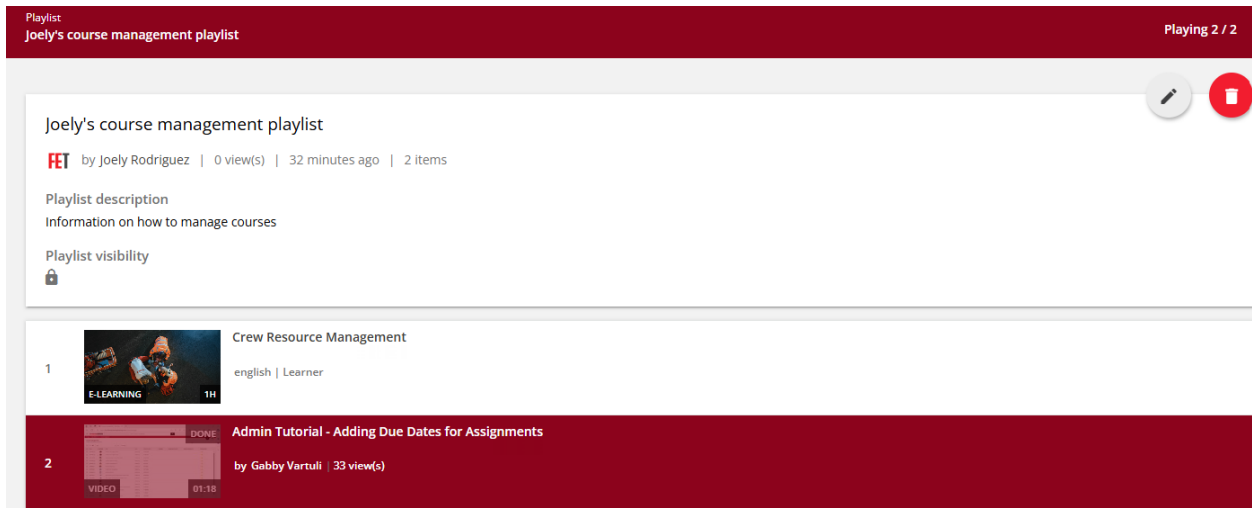 Playlist
Joely's course management playlist
Playing 2 / 2
Joely's course management playlist
FET by Joely Rodriguez | 0 view(s) | 32 minutes ago | 2 items
Playlist description
Information on how to manage courses
Playlist visibility
1
Crew Resource Management
english | Learner
E-LEARNING 1H
2
DONE
Admin Tutorial - Adding Due Dates for Assignments
by Gabby Vartuli | 33 view(s)
VIDEO 01:18